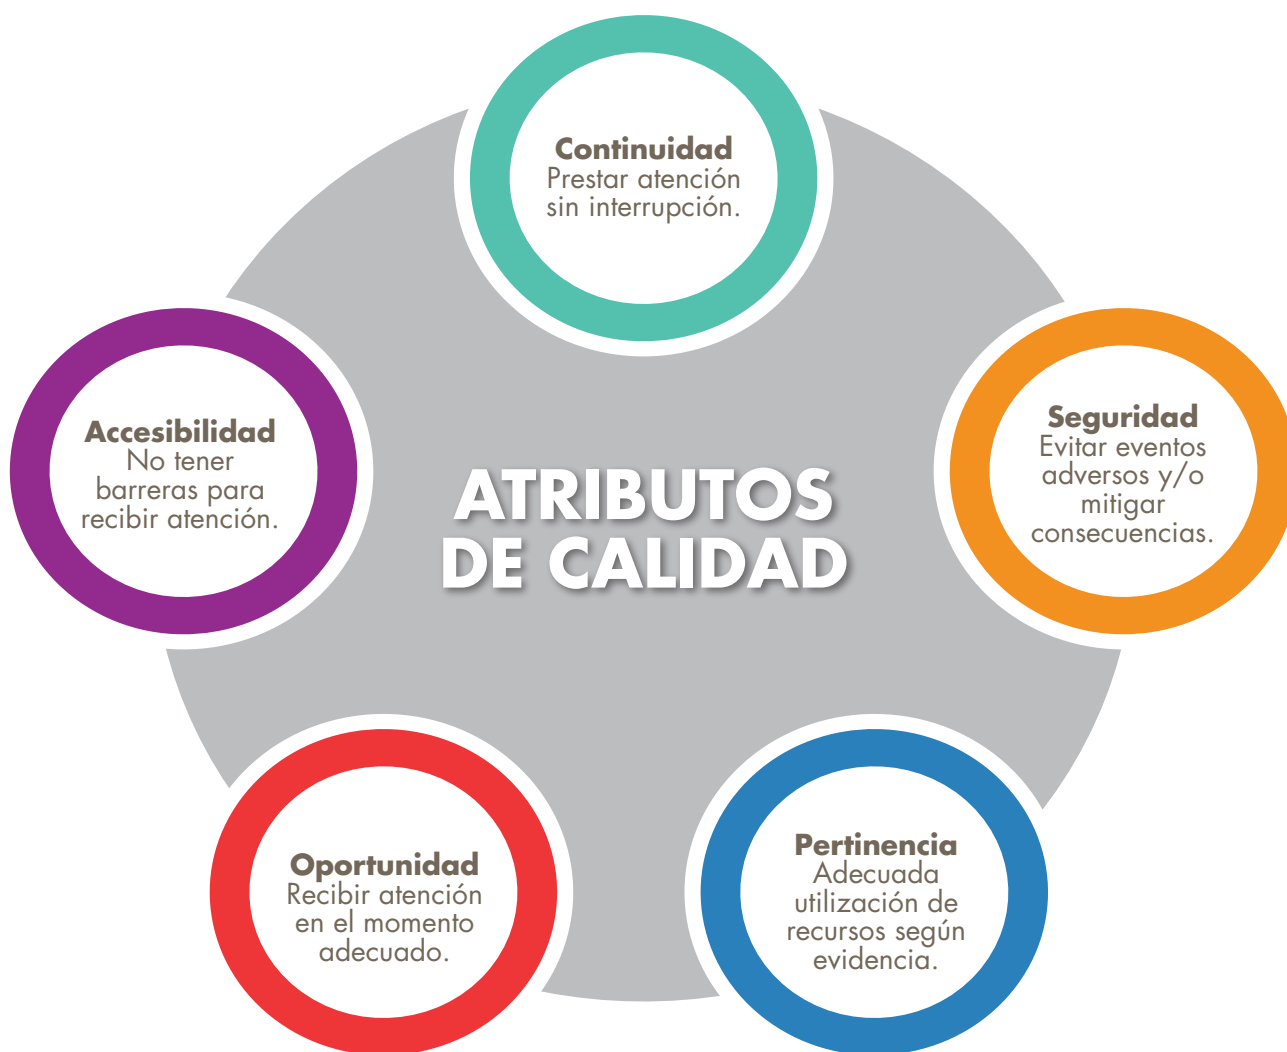 Continuidad
Prestar atención
sin interrupción.
Accesibilidad
No tener
barreras para
recibir atención.
Seguridad
Evitar eventos
adversos y/o
mitigar
consecuencias.
ATRIBUTOS
DE CALIDAD
Oportunidad
Recibir atención
en el momento
adecuado.
Pertinencia
Adecuada
utilización de
recursos según
evidencia.